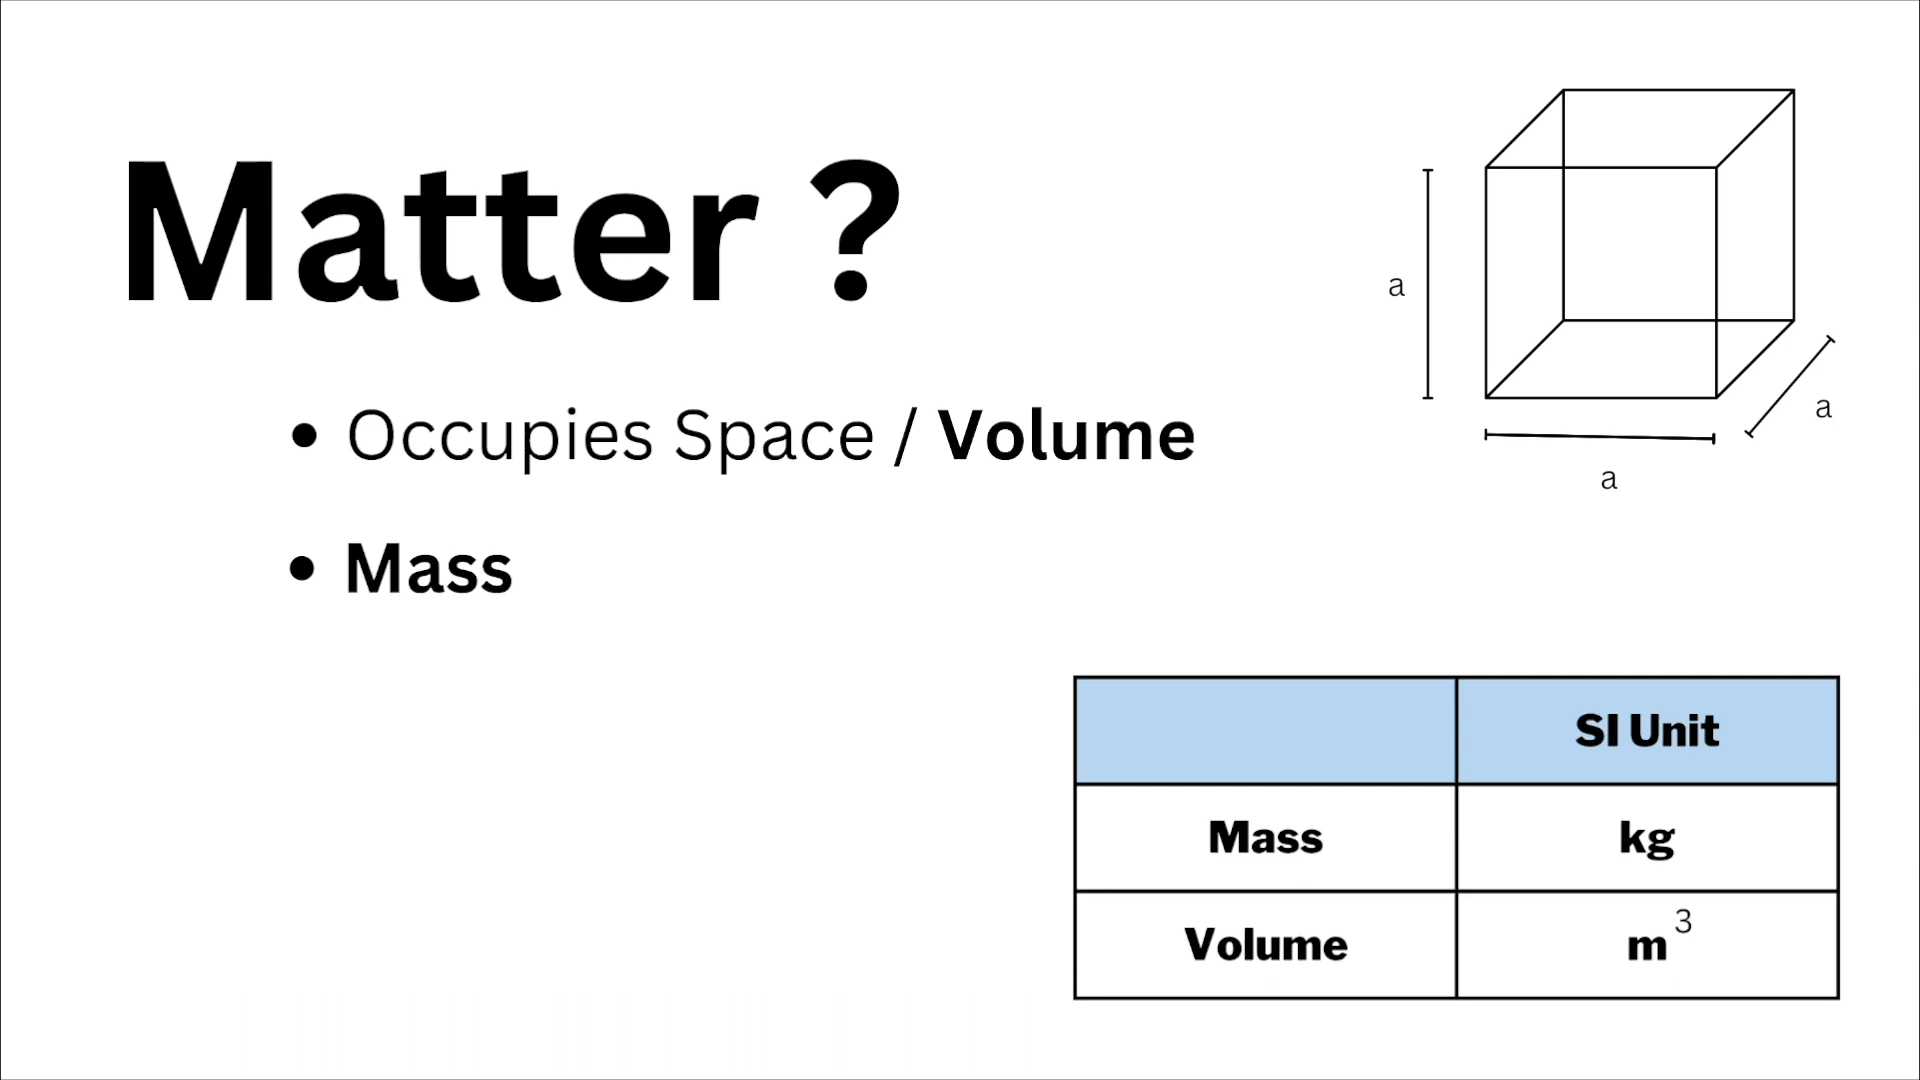 Matter ?
• Occupies Space / Volume
• Mass
a
a
a
SI Unit
Mass kg
Volume m³